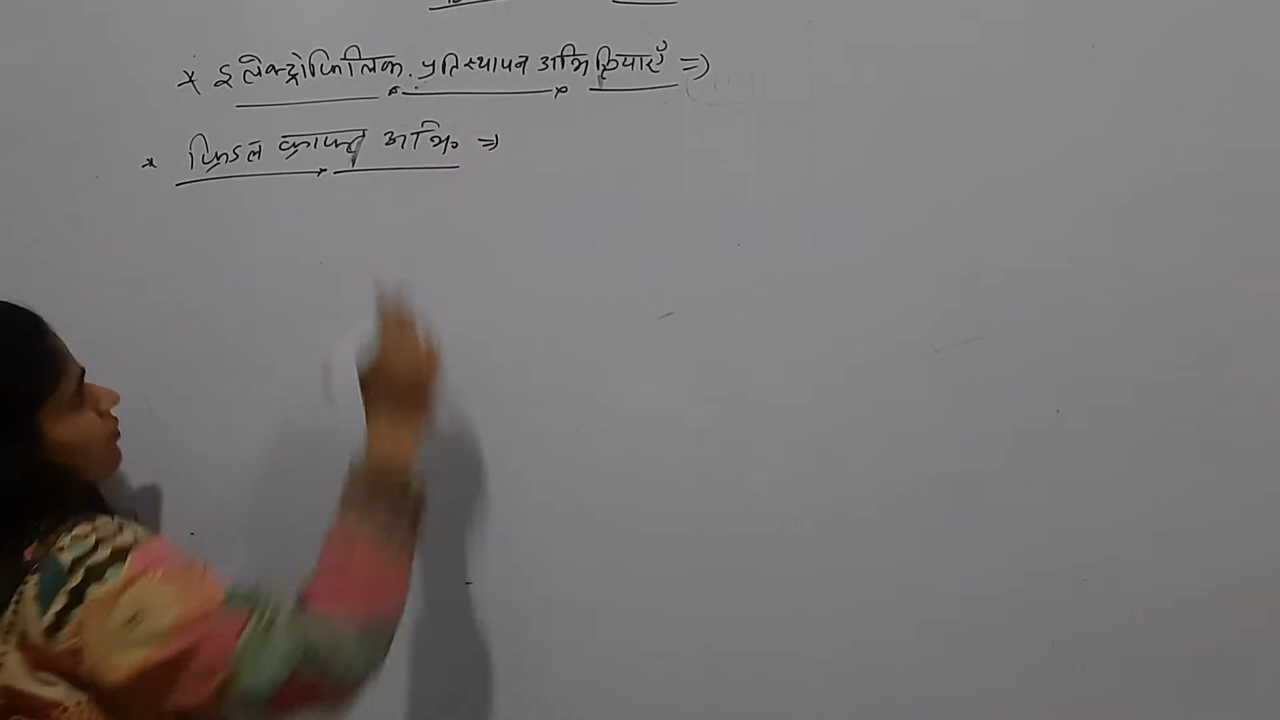 * इलेक्ट्रोफिलिक प्रतिस्थापन अभिक्रियाएँ =>
* फ्रिडल क्राफ्ट अभि० =>